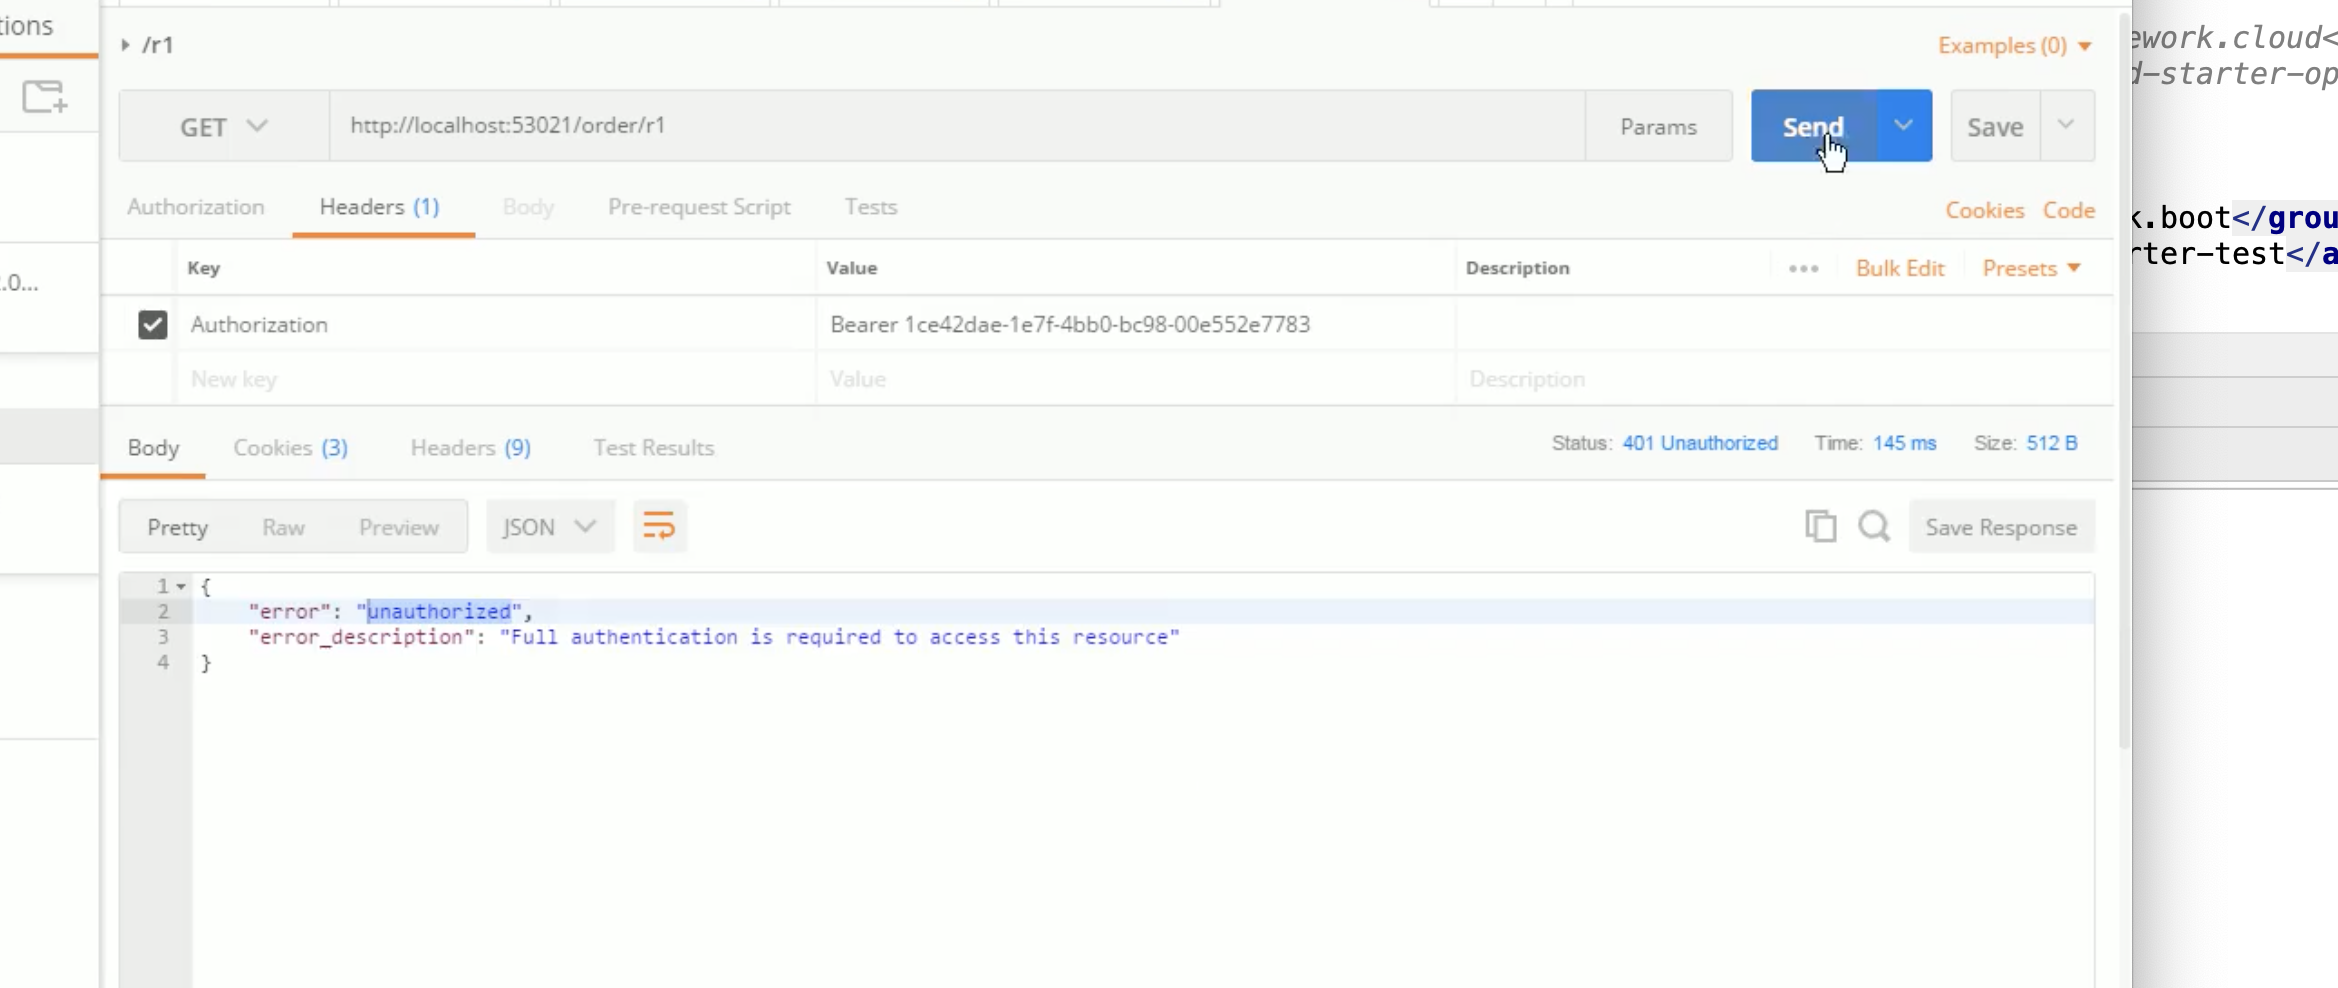 tions
/r1
Examples (0)
GET
http://localhost:53021/order/r1
Params
Send
Save
Authorization
Headers (1)
Body
Pre-request Script
Tests
Cookies
Code
Key
Value
Description
Bulk Edit
Presets
Authorization
Bearer 1ce42dae-1e7f-4bb0-bc98-00e552e7783
New key
Value
Description
Body
Cookies (3)
Headers (9)
Test Results
Status: 401 Unauthorized
Time: 145 ms
Size: 512 B
Pretty
Raw
Preview
JSON
Save Response
1 {
2 "error": "unauthorized",
3 "error_description": "Full authentication is required to access this resource"
4 }
.0...
ework.cloud<
d-starter-op
k.boot</grou
rter-test</a